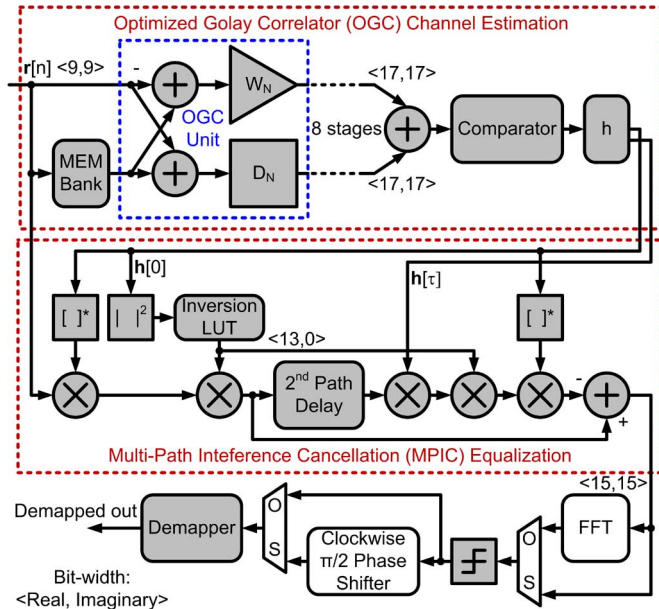 Optimized Golay Correlator (OGC) Channel Estimation
r[n] <9,9>
-
W_N
<17,17>
OGC
Unit
8 stages
Comparator
h
MEM
Bank
D_N
<17,17>
h[0]
h[τ]
[ ]*
| |²
Inversion
LUT
[ ]*
<13,0>
2nd Path
Delay
-
+
Multi-Path Inteference Cancellation (MPIC) Equalization
<15,15>
Demapped out
Demapper
O
S
Clockwise
π/2 Phase
Shifter
O
S
FFT
Bit-width:
<Real, Imaginary>